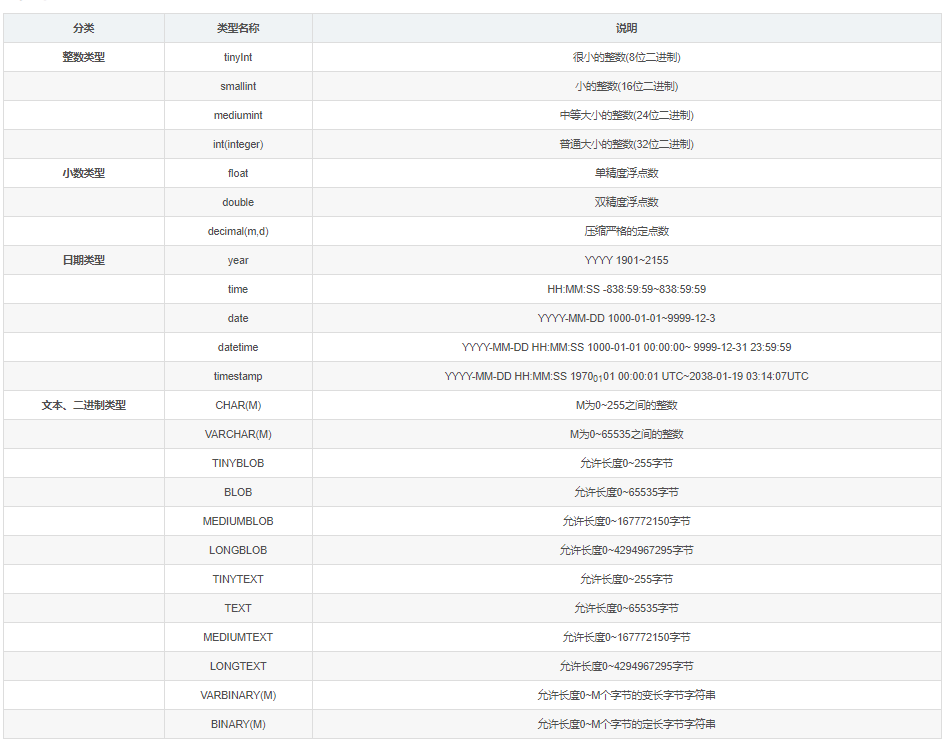 分类 类型名称 说明
整数类型 tinyInt 很小的整数(8位二进制)
smallint 小的整数(16位二进制)
mediumint 中等大小的整数(24位二进制)
int(integer) 普通大小的整数(32位二进制)
小数类型 float 单精度浮点数
double 双精度浮点数
decimal(m,d) 压缩严格的定点数
日期类型 year YYYY 1901~2155
time HH:MM:SS -838:59:59~838:59:59
date YYYY-MM-DD 1000-01-01~9999-12-3
datetime YYYY-MM-DD HH:MM:SS 1000-01-01 00:00:00~ 9999-12-31 23:59:59
timestamp YYYY-MM-DD HH:MM:SS 19700101 00:00:01 UTC~2038-01-19 03:14:07UTC
文本、二进制类型 CHAR(M) M为0~255之间的整数
VARCHAR(M) M为0~65535之间的整数
TINYBLOB 允许长度0~255字节
BLOB 允许长度0~65535字节
MEDIUMBLOB 允许长度0~167772150字节
LONGBLOB 允许长度0~4294967295字节
TINYTEXT 允许长度0~255字节
TEXT 允许长度0~65535字节
MEDIUMTEXT 允许长度0~167772150字节
LONGTEXT 允许长度0~4294967295字节
VARBINARY(M) 允许长度0~M个字节的变长字节字符串
BINARY(M) 允许长度0~M个字节的定长字节字符串